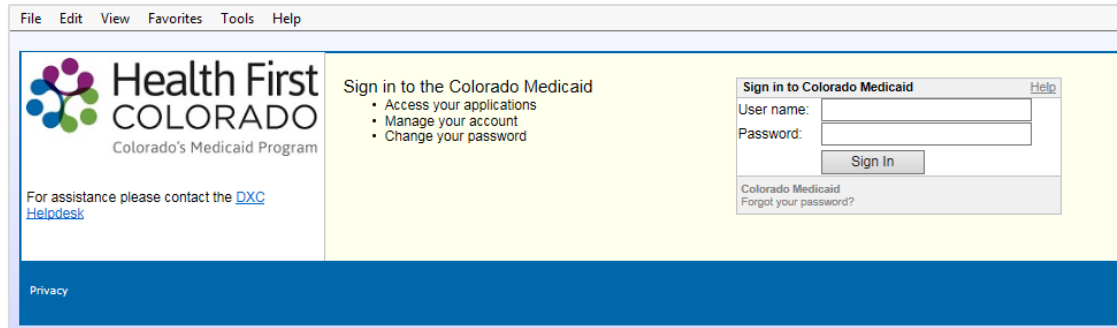 File Edit View Favorites Tools Help
Health First
COLORADO
Colorado's Medicaid Program
For assistance please contact the DXC
Helpdesk
Sign in to the Colorado Medicaid
• Access your applications
• Manage your account
• Change your password
Sign in to Colorado Medicaid Help
User name:
Password:
Sign In
Colorado Medicaid
Forgot your password?
Privacy